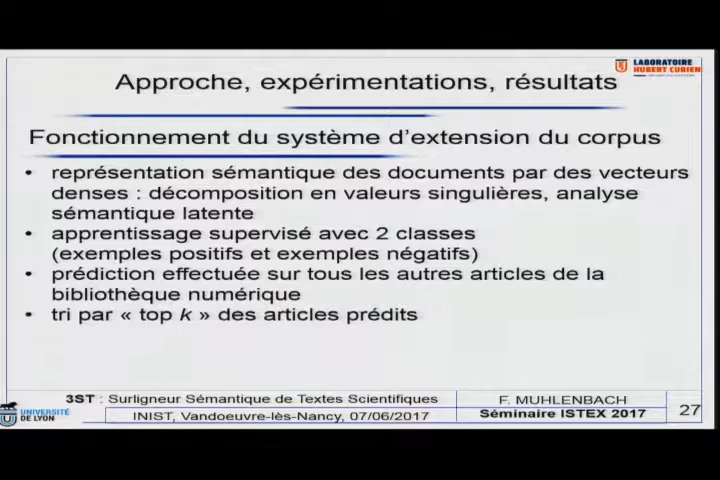 LABORATOIRE
HUBERT CURIEN
Approche, expérimentations, résultats
Fonctionnement du système d'extension du corpus
• représentation sémantique des documents par des vecteurs
denses : décomposition en valeurs singulières, analyse
sémantique latente
• apprentissage supervisé avec 2 classes
(exemples positifs et exemples négatifs)
• prédiction effectuée sur tous les autres articles de la
bibliothèque numérique
• tri par « top k » des articles prédits
3ST : Surligneur Sémantique de Textes Scientifiques
F. MUHLENBACH
27
UNIVERSITÉ
DE LYON
INIST, Vandoeuvre-lès-Nancy, 07/06/2017
Séminaire ISTEX 2017